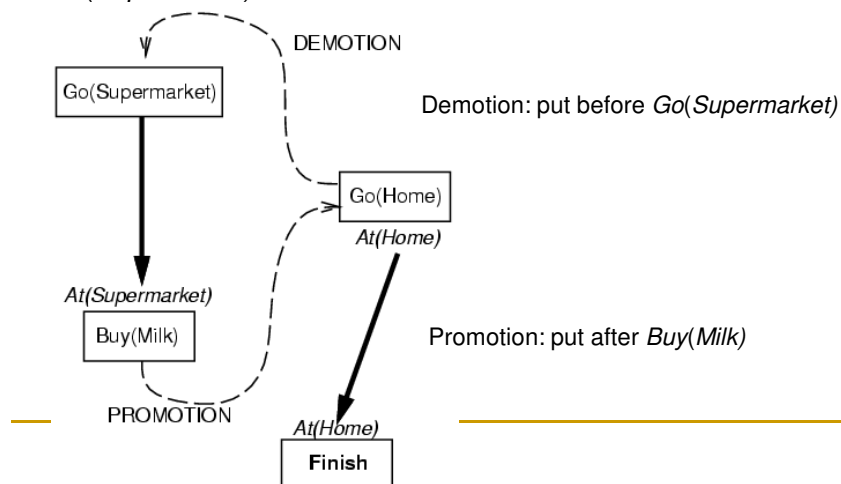 DEMOTION
Go(Supermarket)
Demotion: put before Go(Supermarket)
Go(Home)
At(Home)
At(Supermarket)
Buy(Milk)
Promotion: put after Buy(Milk)
PROMOTION
At(Home)
Finish